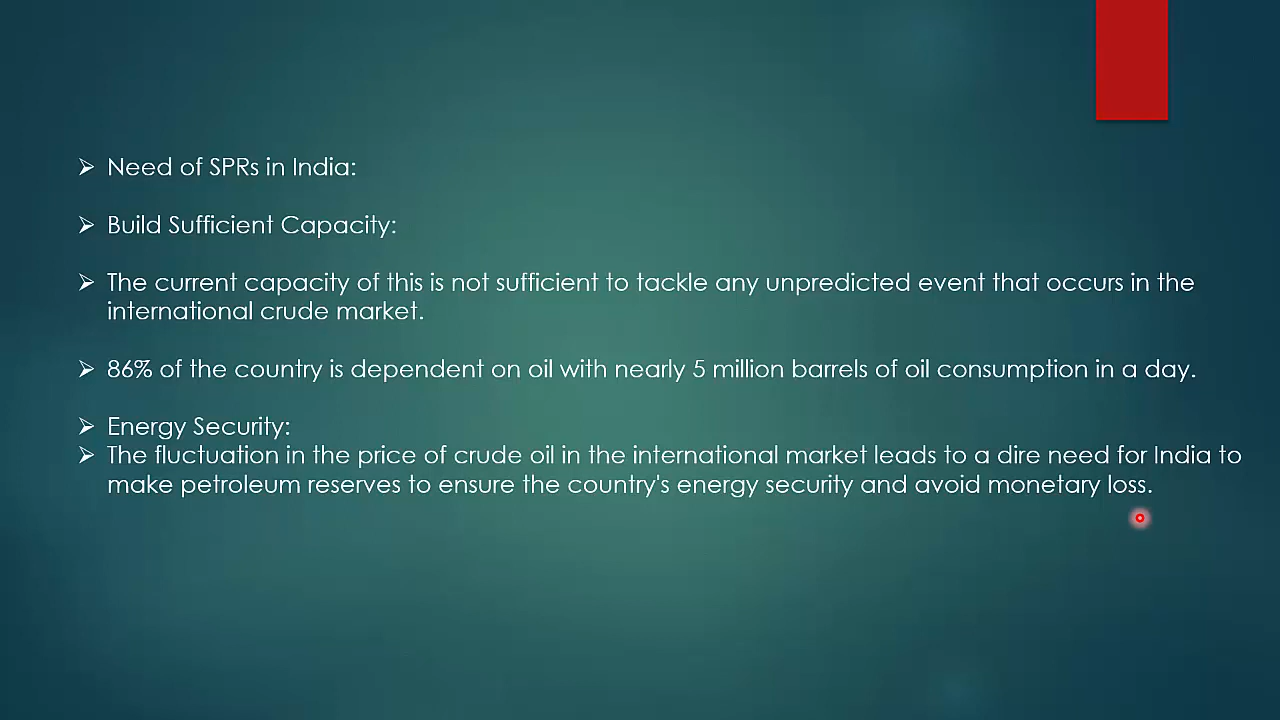 ➢ Need of SPRs in India:
➢ Build Sufficient Capacity:
➢ The current capacity of this is not sufficient to tackle any unpredicted event that occurs in the
international crude market.
➢ 86% of the country is dependent on oil with nearly 5 million barrels of oil consumption in a day.
➢ Energy Security:
➢ The fluctuation in the price of crude oil in the international market leads to a dire need for India to
make petroleum reserves to ensure the country's energy security and avoid monetary loss.